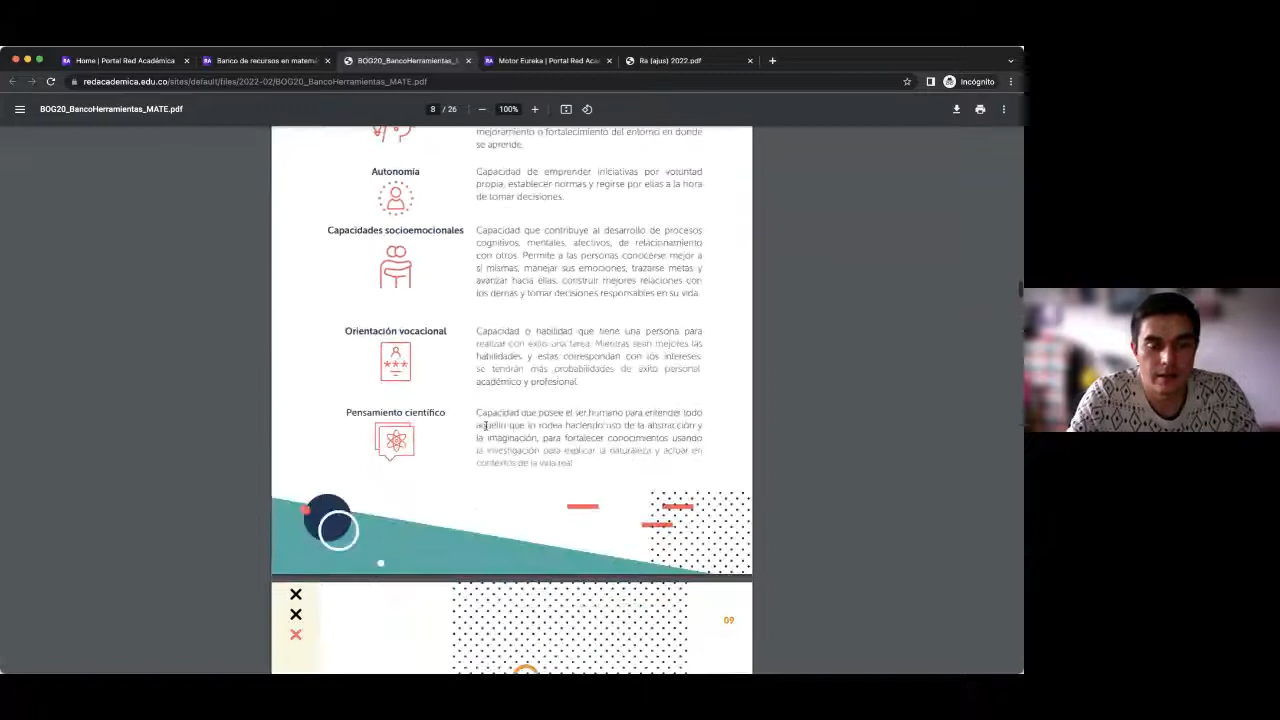 Home | Portal Red Académica
Banco de recursos en matemá
BOG20_BancoHerramientas_
Motor Eureka | Portal Red Aca
Ra (ajus) 2022.pdf
redacademica.edu.co/sites/default/files/2022-02/BOG20_BancoHerramientas_MATE.pdf
Incógnito
BOG20_BancoHerramientas_MATE.pdf
8 / 26
100%
mejoramiento o fortalecimiento del entorno en donde
se aprende.
Autonomía
Capacidad de emprender iniciativas por voluntad
propia, establecer normas y regirse por ellas a la hora
de tomar decisiones.
Capacidades socioemocionales
Capacidad que contribuye al desarrollo de procesos
cognitivos, mentales, afectivos, de relacionamiento
con otros. Permite a las personas conocerse mejor a
sí mismas, manejar sus emociones, trazarse metas y
avanzar hacia ellas, construir mejores relaciones con
los demás y tomar decisiones responsables en su vida.
Orientación vocacional
Capacidad o habilidad que tiene una persona para
realizar con éxito una tarea. Mientras sean mejores las
habilidades y estas correspondan con los intereses
se tendrán más probabilidades de éxito personal,
académico y profesional.
Pensamiento científico
Capacidad que posee el ser humano para entender todo
aquello que lo rodea haciendo uso de la abstracción y
la imaginación, para fortalecer conocimientos usando
la investigación para explicar la naturaleza y actuar en
contextos de la vida real
09